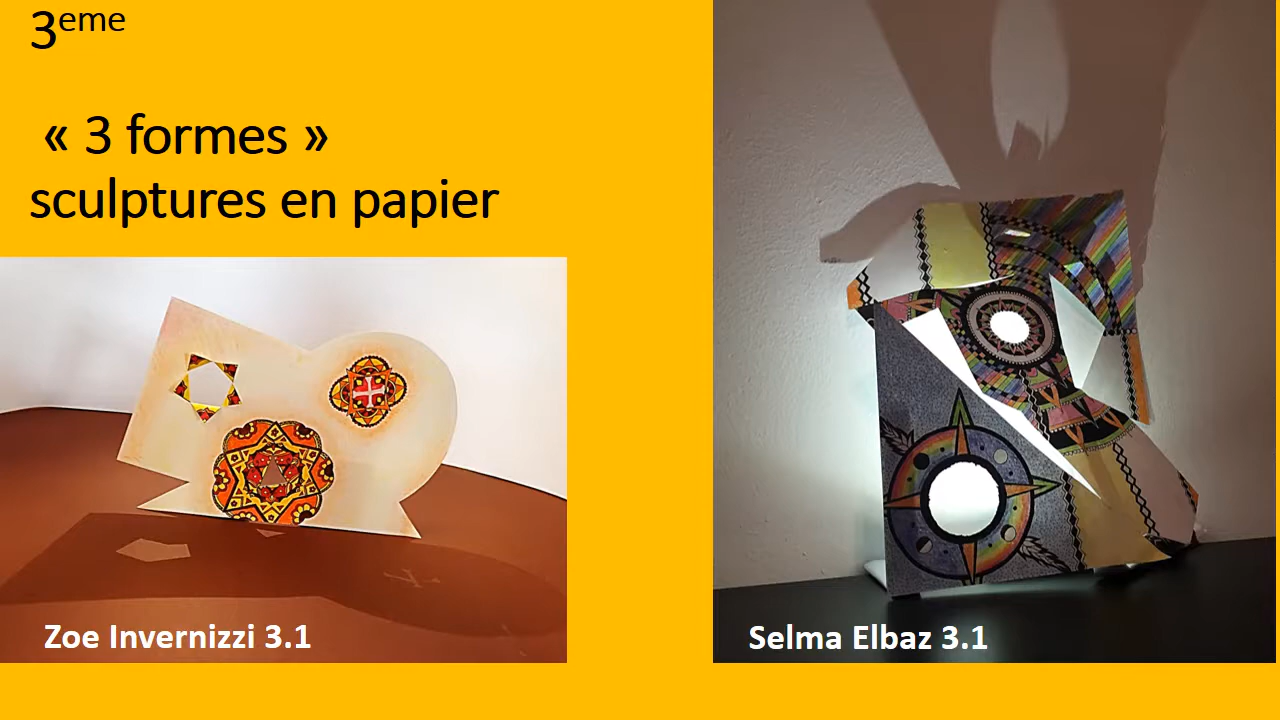 3eme
« 3 formes »
sculptures en papier
Zoe Invernizzi 3.1
Selma Elbaz 3.1